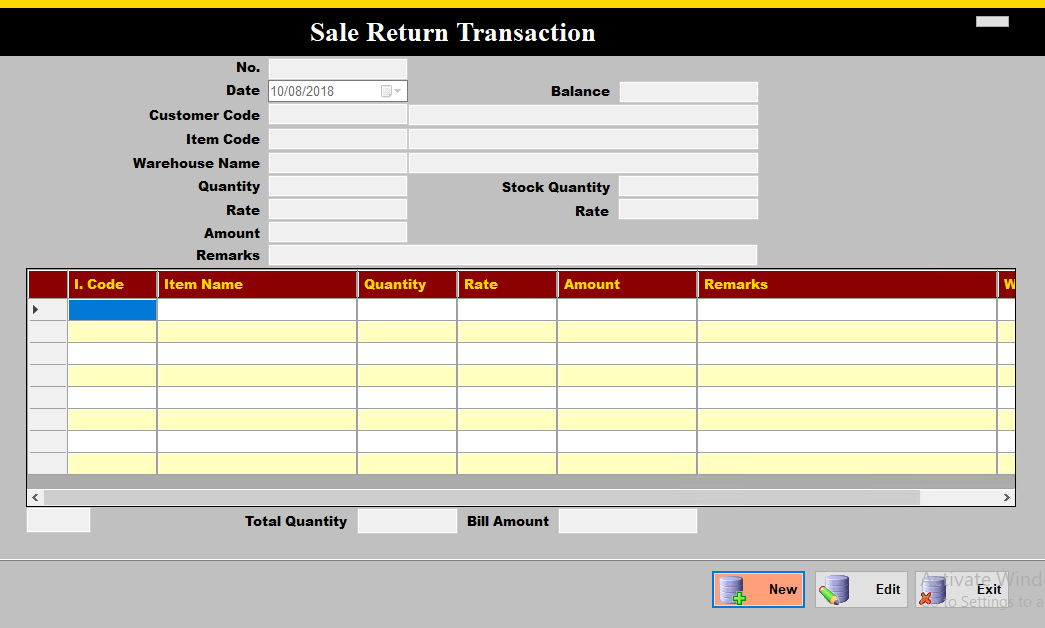 Sale Return Transaction
No.
Date 10/08/2018 Balance
Customer Code
Item Code
Warehouse Name
Quantity Stock Quantity
Rate Rate
Amount
Remarks
I. Code Item Name Quantity Rate Amount Remarks W
Total Quantity Bill Amount
New Edit Exit
Activate Windo
to Settings to a